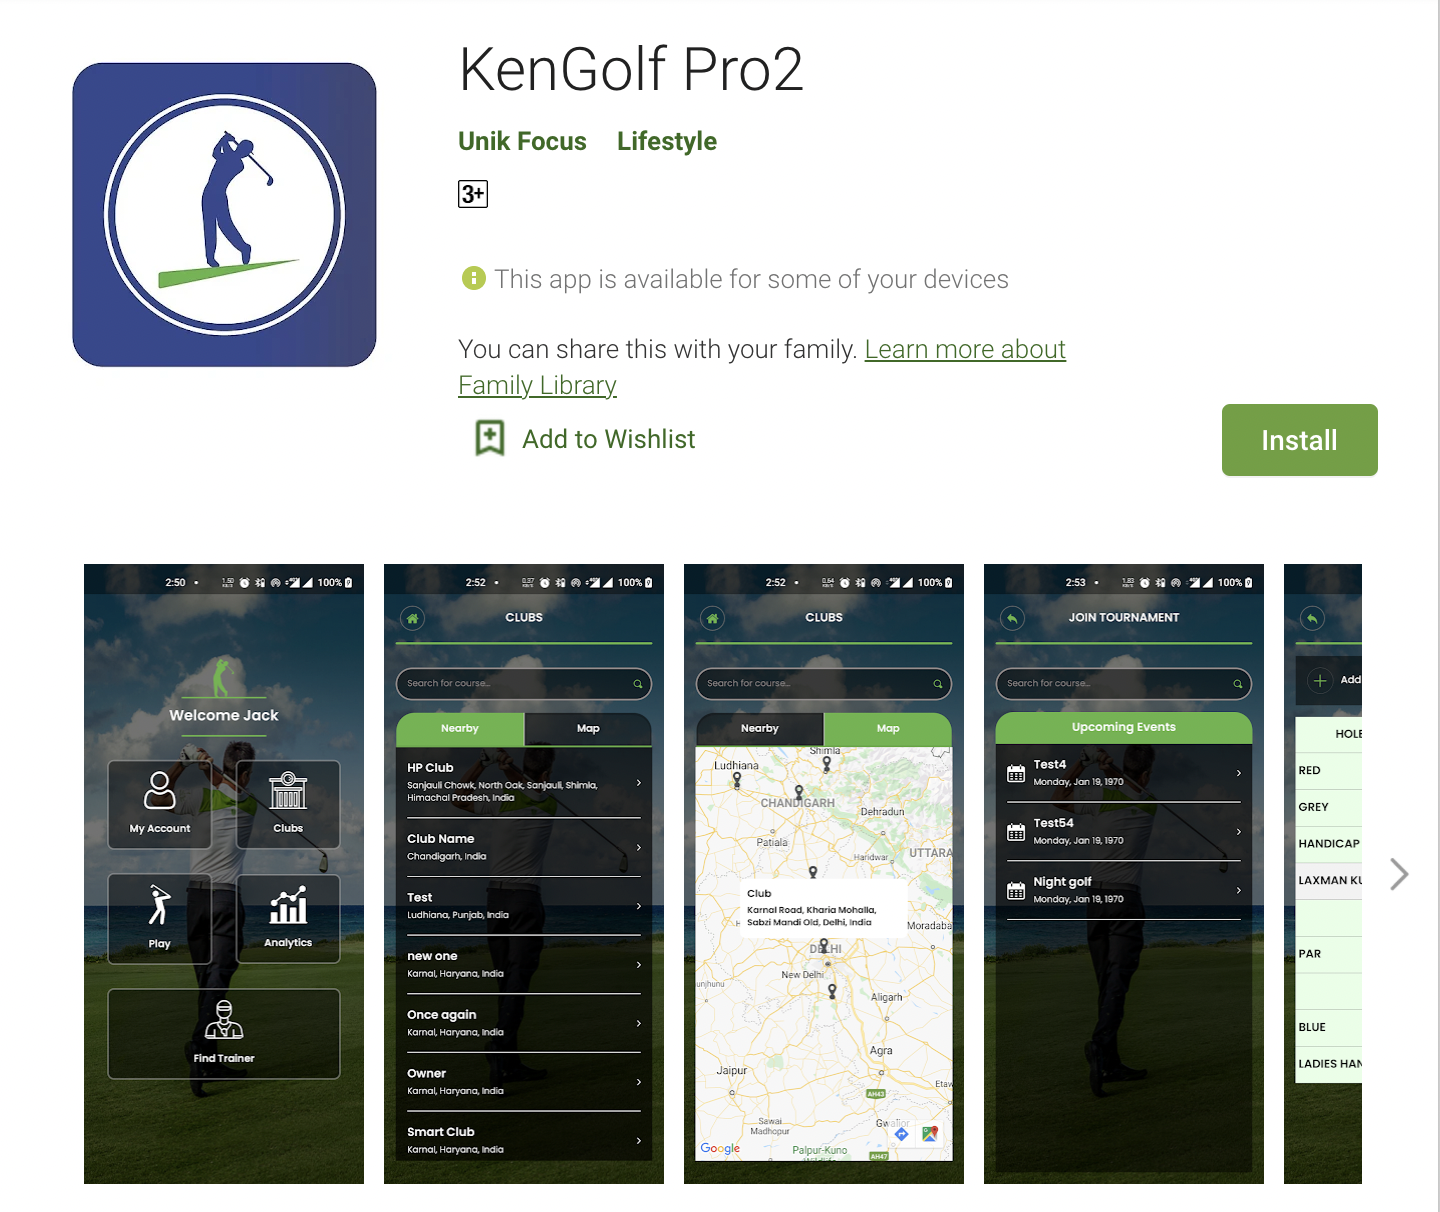 KenGolf Pro2
Unik Focus Lifestyle
3+
This app is available for some of your devices
You can share this with your family. Learn more about
Family Library
Add to Wishlist
Install
2:50 100%
Welcome Jack
My Account Clubs
Play Analytics
Find Trainer
2:52 100%
CLUBS
Search for course...
Nearby Map
HP Club
Sanjauli Chowk, North Oak, Sanjauli, Shimla,
Himachal Pradesh, India
Club Name
Chandigarh, India
Test
Ludhiana, Punjab, India
new one
Karnal, Haryana, India
Once again
Karnal, Haryana, India
Owner
Karnal, Haryana, India
Smart Club
Karnal, Haryana, India
2:52 100%
CLUBS
Search for course...
Nearby Map
Shimla
Ludhiana
CHANDIGARH
Dehradun
Patiala
Haridwar
UTTARA
Club
Karnal Road, Kharia Mohalla,
Sabzi Mandi Old, Delhi, India
Moradaba
DELHI
New Delhi
unjhunu
Aligarh
Agra
Jaipur
Etaw
AH43
Sawai
Madhopur
Gwalior
Google
Palpur-Kuno
Wildlife
AH47
2:53 100%
JOIN TOURNAMENT
Search for course...
Upcoming Events
Test4
Monday, Jan 19, 1970
Test54
Monday, Jan 19, 1970
Night golf
Monday, Jan 19, 1970
Add
HOLE
RED
GREY
HANDICAP
LAXMAN KU
PAR
BLUE
LADIES HAN